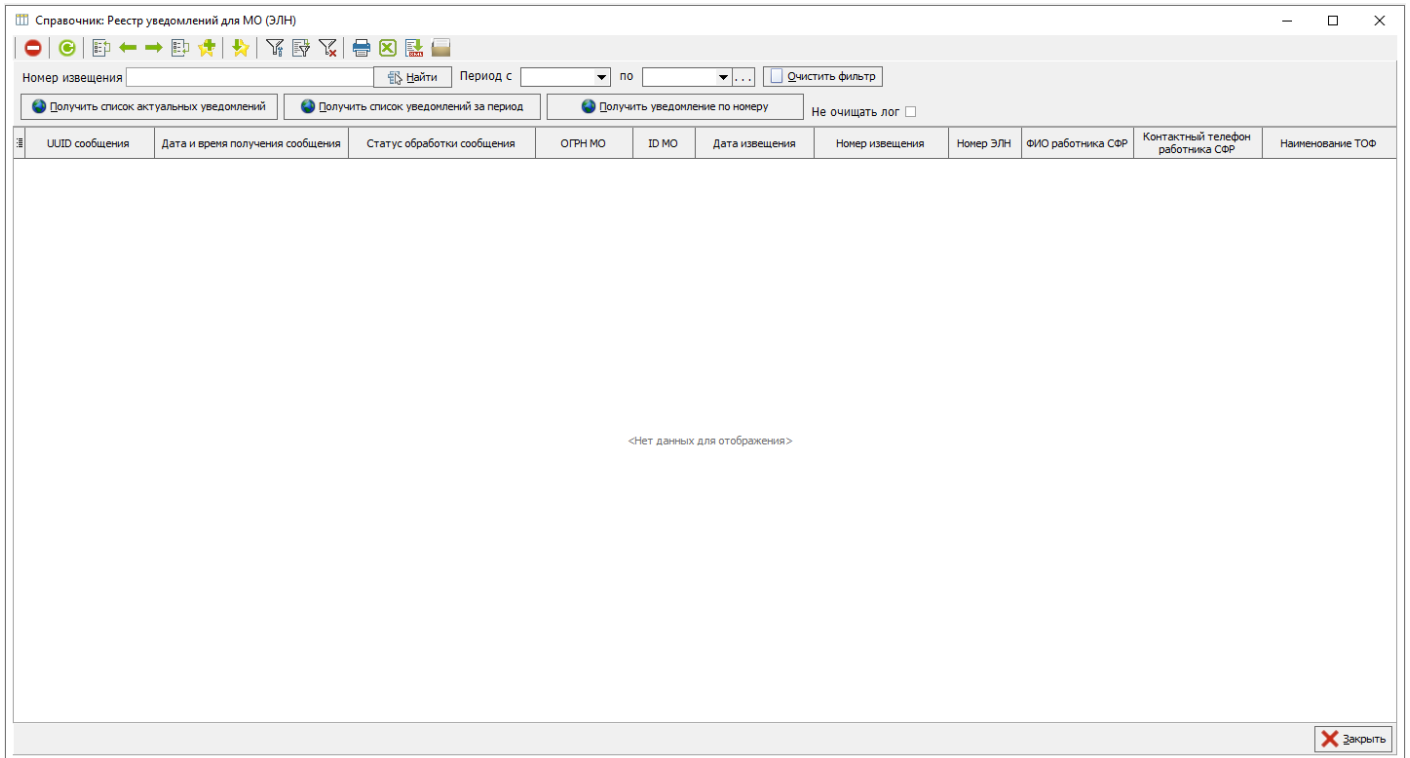 Справочник: Реестр уведомлений для МО (ЭЛН)
Номер извещения Найти Период с по ... Очистить фильтр
Получить список актуальных уведомлений Получить список уведомлений за период Получить уведомление по номеру Не очищать лог
UUID сообщения Дата и время получения сообщения Статус обработки сообщения ОГРН МО ID МО Дата извещения Номер извещения Номер ЭЛН ФИО работника СФР Контактный телефон работника СФР Наименование ТОФ
<Нет данных для отображения>
Закрыть